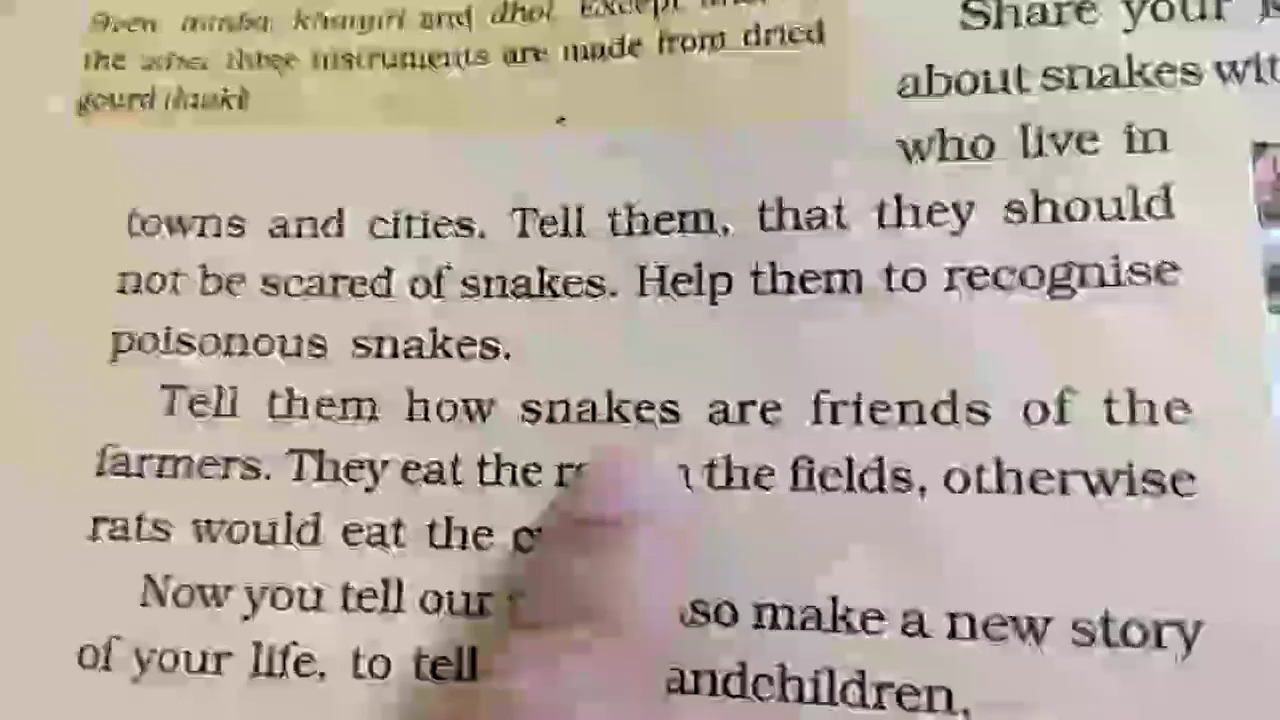 khanjiri and dhol. Except
the other three instruments are made from dried
gourd (lauki)
Share your
about snakes
who live in
towns and cities. Tell them, that they should
not be scared of snakes. Help them to recognise
poisonous snakes.
Tell them how snakes are friends of the
farmers. They eat the the fields, otherwise
rats would eat the
Now you tell our so make a new story
of your life, to tell andchildren.